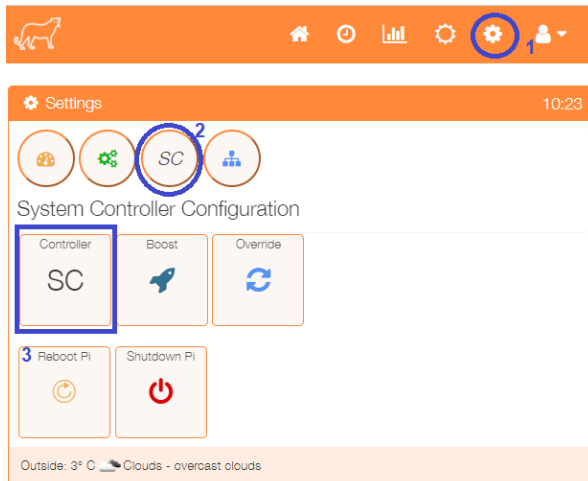 1
Settings 10:23
2
SC
System Controller Configuration
Controller Boost Override
SC
3 Reboot Pi Shutdown Pi
Outside: 3° C Clouds - overcast clouds